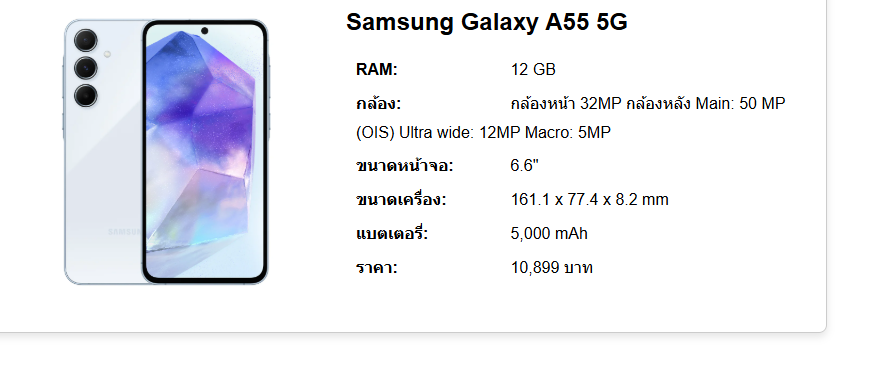 Samsung Galaxy A55 5G
RAM: 12 GB
กล้อง: กล้องหน้า 32MP กล้องหลัง Main: 50 MP
(OIS) Ultra wide: 12MP Macro: 5MP
ขนาดหน้าจอ: 6.6"
ขนาดเครื่อง: 161.1 x 77.4 x 8.2 mm
แบตเตอรี่: 5,000 mAh
ราคา: 10,899 บาท
SAMSUNG